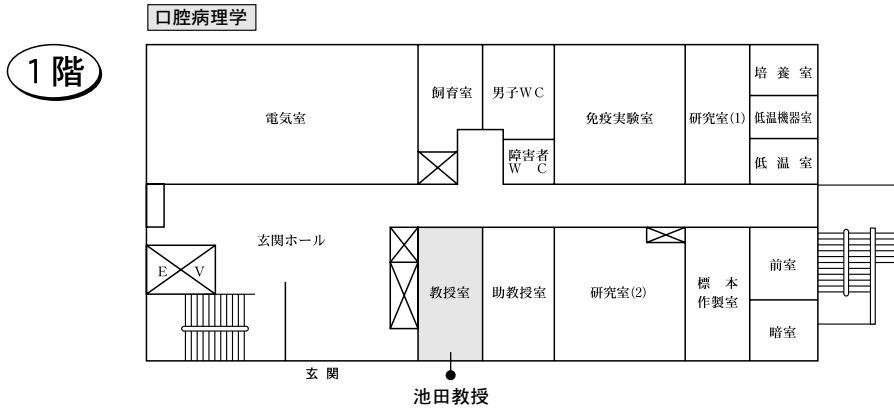 口腔病理学
1階
電気室
飼育室
男子WC
障害者
W C
免疫実験室
研究室(1)
培養室
低温機器室
低温室
玄関ホール
EV
教授室
助教授室
研究室(2)
標本
作製室
前室
暗室
玄関
池田教授